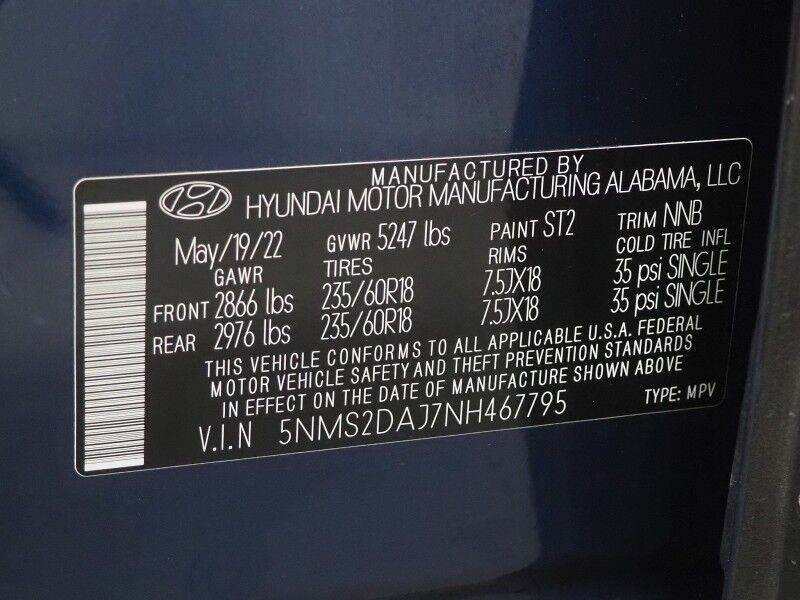 MANUFACTURED BY
HYUNDAI MOTOR MANUFACTURING ALABAMA, LLC
May/19/22 GVWR 5247 lbs PAINT ST2 TRIM NNB
GAWR TIRES RIMS COLD TIRE INFL
FRONT 2866 lbs 235/60R18 7.5JX18 35 psi SINGLE
REAR 2976 lbs 235/60R18 7.5JX18 35 psi SINGLE
THIS VEHICLE CONFORMS TO ALL APPLICABLE U.S.A. FEDERAL
MOTOR VEHICLE SAFETY AND THEFT PREVENTION STANDARDS
IN EFFECT ON THE DATE OF MANUFACTURE SHOWN ABOVE
V.I.N 5NMS2DAJ7NH467795 TYPE: MPV